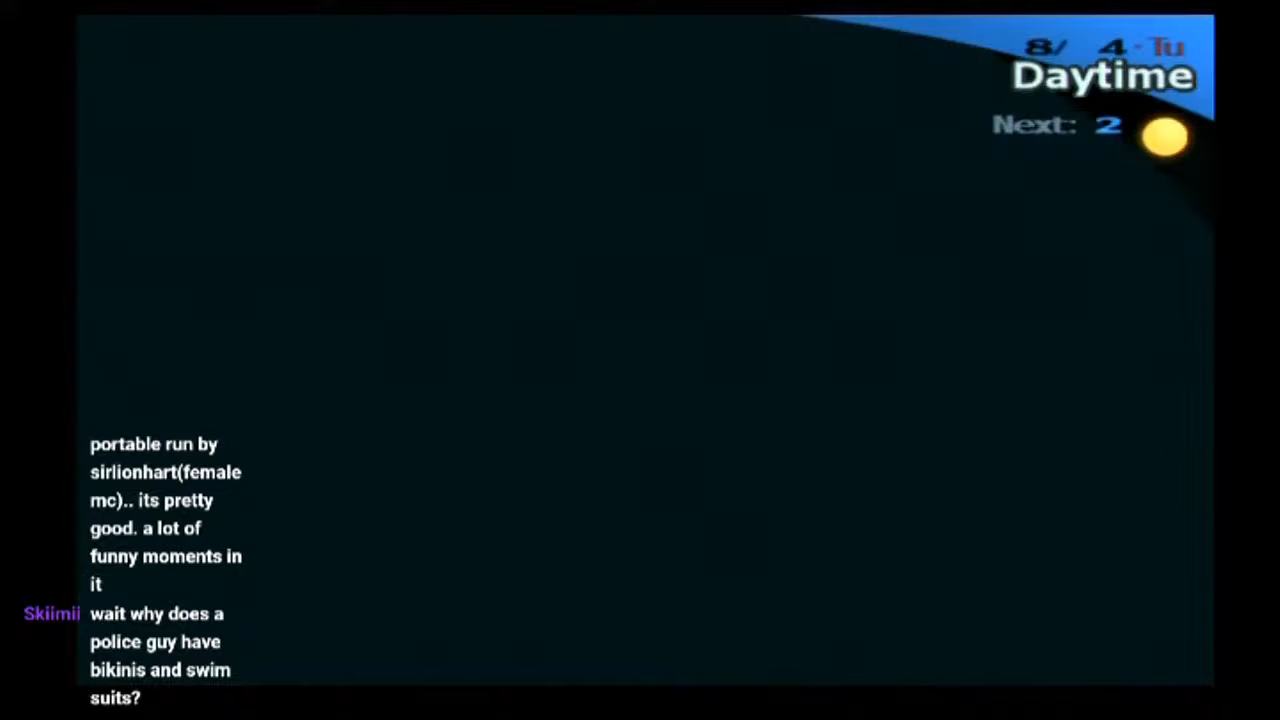 8/ 4 · Tu
Daytime
Next: 2
portable run by
sirlionhart(female
mc).. its pretty
good. a lot of
funny moments in
it
Skiimii wait why does a
police guy have
bikinis and swim
suits?